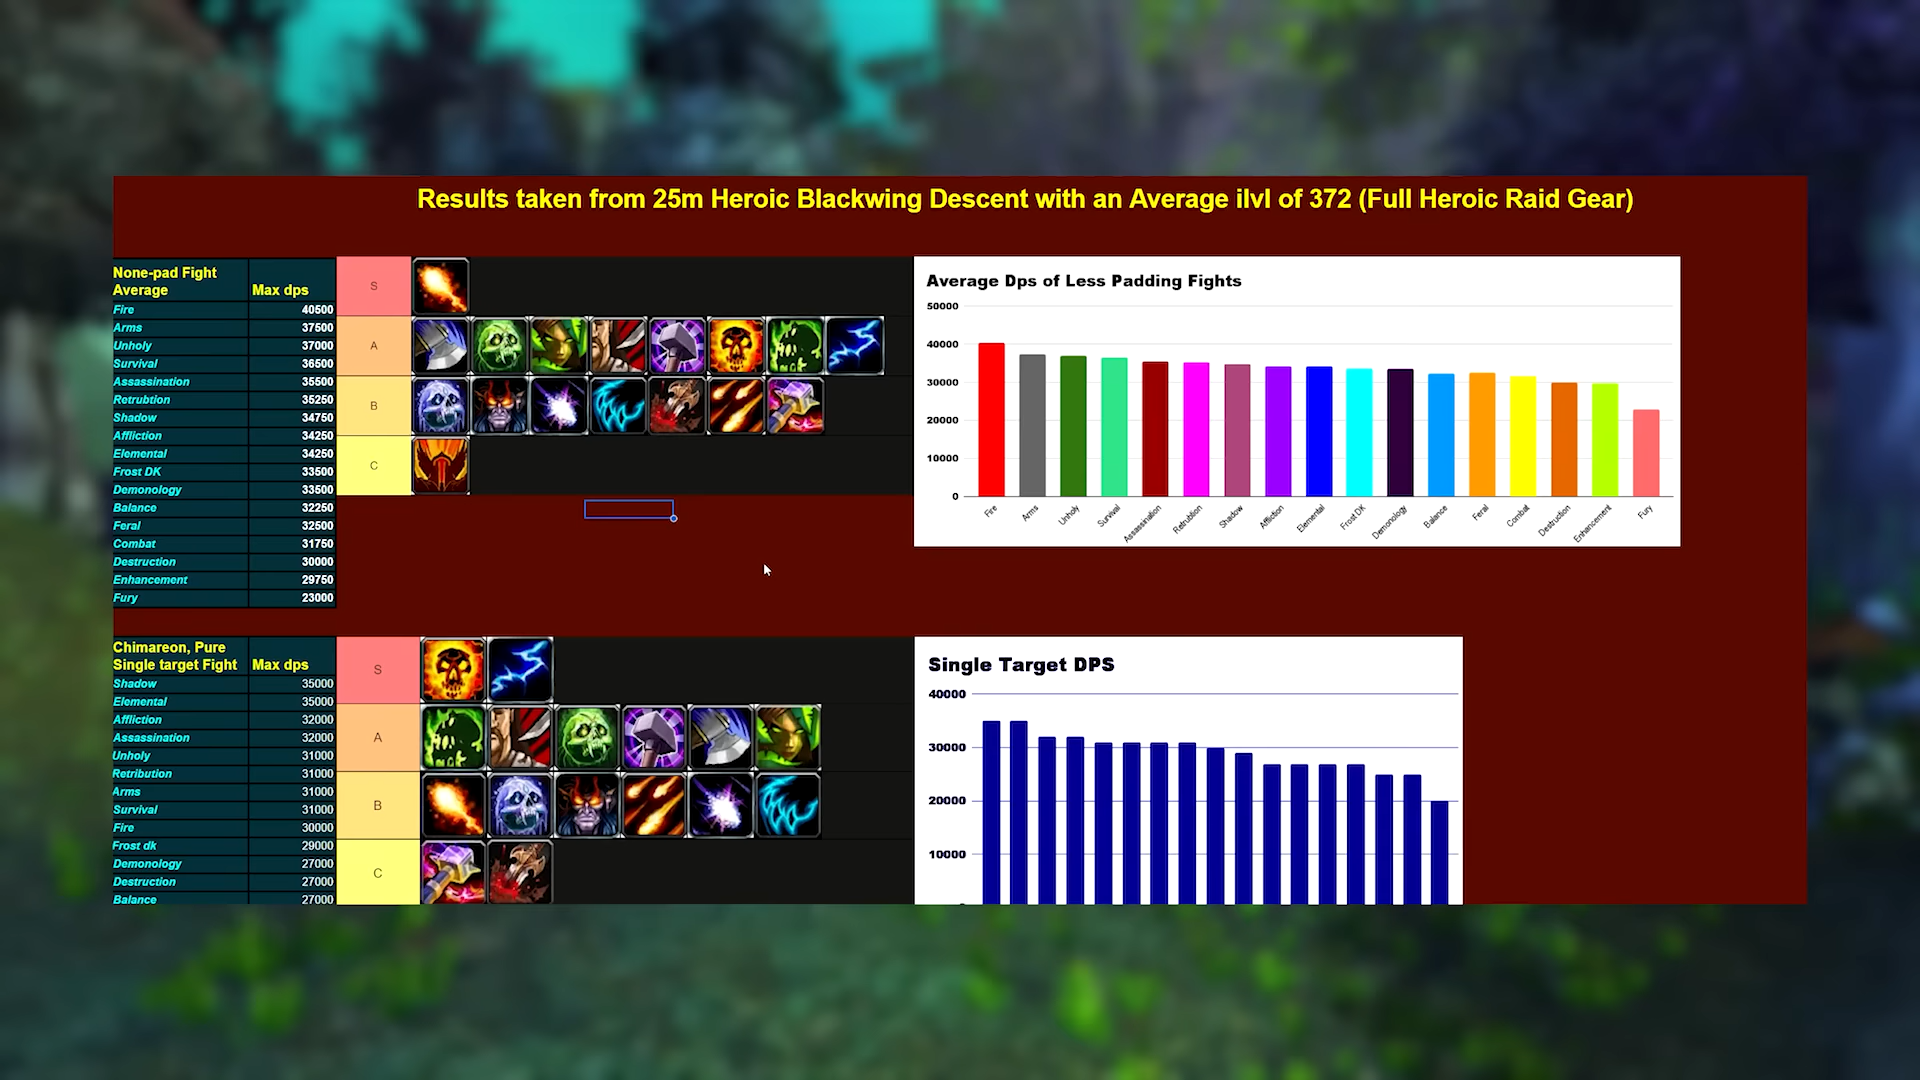 Results taken from 25m Heroic Blackwing Descent with an Average ilvl of 372 (Full Heroic Raid Gear)
None-pad Fight
Average Max dps
Fire 40500
Arms 37500
Unholy 37000
Survival 36500
Assassination 35500
Retrubtion 35250
Shadow 34750
Affliction 34250
Elemental 34250
Frost DK 33500
Demonology 33500
Balance 32250
Feral 32500
Combat 31750
Destruction 30000
Enhancement 29750
Fury 23000
S
A
B
C
Average Dps of Less Padding Fights
50000
40000
30000
20000
10000
0
Fire Arms Unholy Survival Assassination Retrubtion Shadow Affliction Elemental Frost DK Demonology Balance Feral Combat Destruction Enhancement Fury
Chimareon, Pure
Single target Fight Max dps
Shadow 35000
Elemental 35000
Affliction 32000
Assassination 32000
Unholy 31000
Retribution 31000
Arms 31000
Survival 31000
Fire 30000
Frost dk 29000
Demonology 27000
Destruction 27000
Balance 27000
S
A
B
C
Single Target DPS
40000
30000
20000
10000